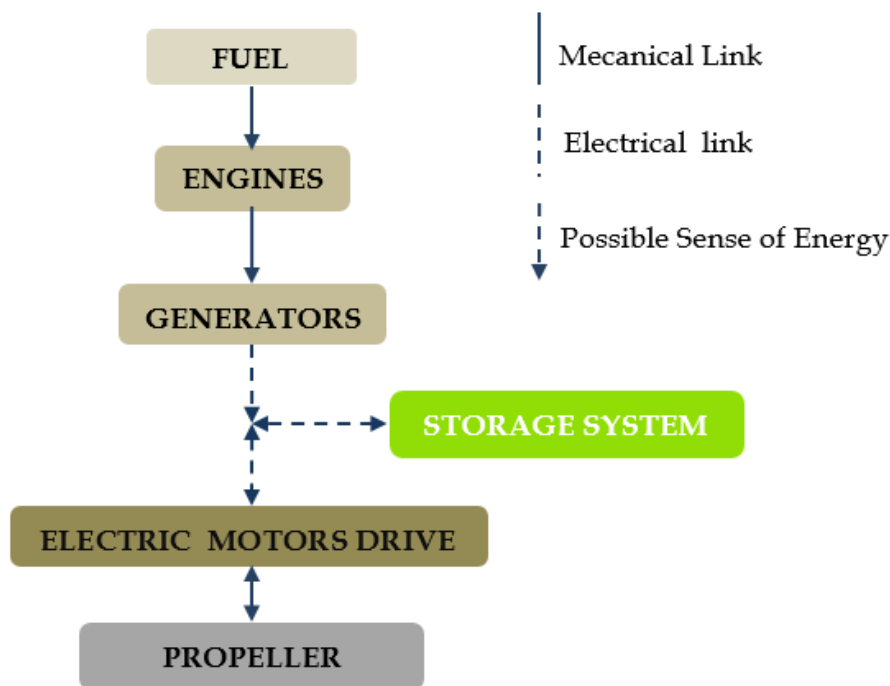 FUEL
Mecanical Link
Electrical link
ENGINES
Possible Sense of Energy
GENERATORS
STORAGE SYSTEM
ELECTRIC MOTORS DRIVE
PROPELLER